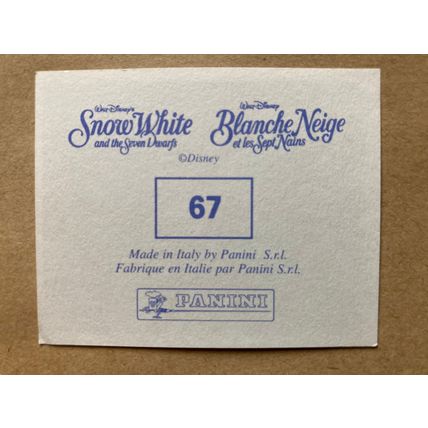 Walt Disney's
Snow White
and the Seven Dwarfs
Walt Disney
Blanche Neige
et les Sept Nains
©Disney
67
Made in Italy by Panini S.r.l.
Fabrique en Italie par Panini S.r.l.
PANINI